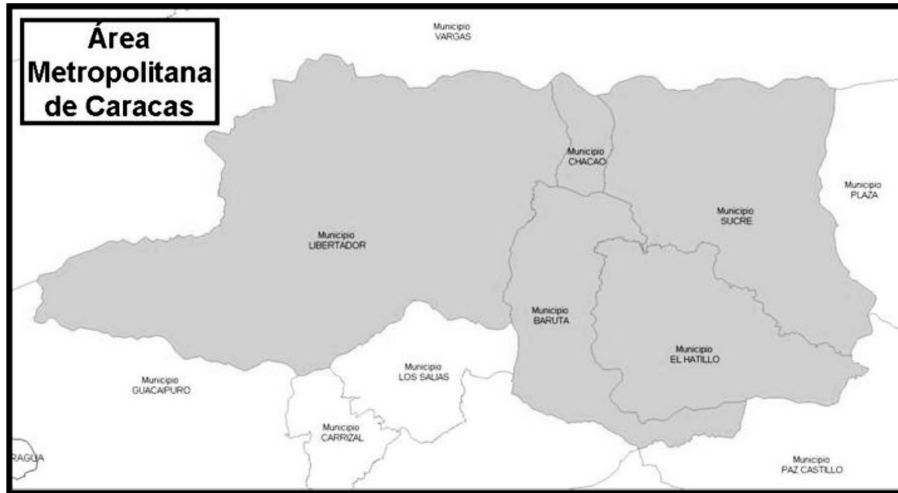 Área
Metropolitana
de Caracas
Municipio
VARGAS
Municipio
CHACAO
Municipio
PLAZA
Municipio
SUCRE
Municipio
LIBERTADOR
Municipio
BARUTA
Municipio
EL HATILLO
Municipio
LOS SALIAS
Municipio
GUACAIPURO
Municipio
CARRIZAL
RAGUA
Municipio
PAZ CASTILLO